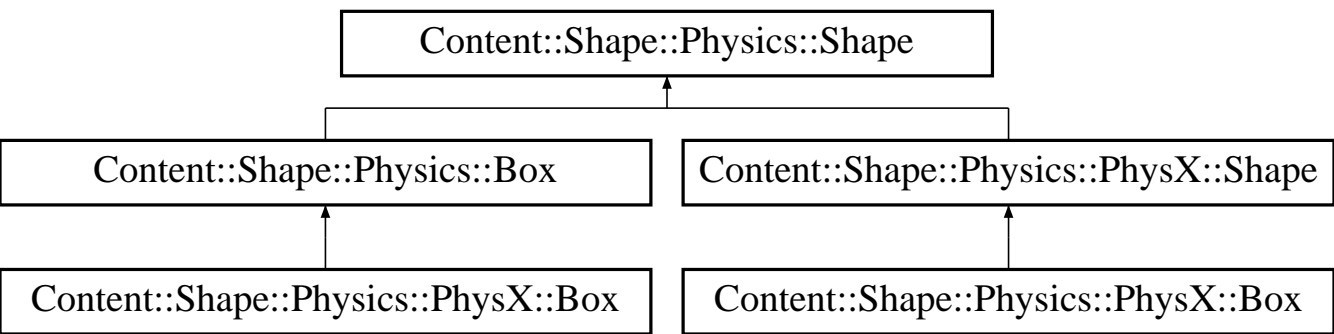 Content::Shape::Physics::Shape
Content::Shape::Physics::Box
Content::Shape::Physics::PhysX::Shape
Content::Shape::Physics::PhysX::Box
Content::Shape::Physics::PhysX::Box